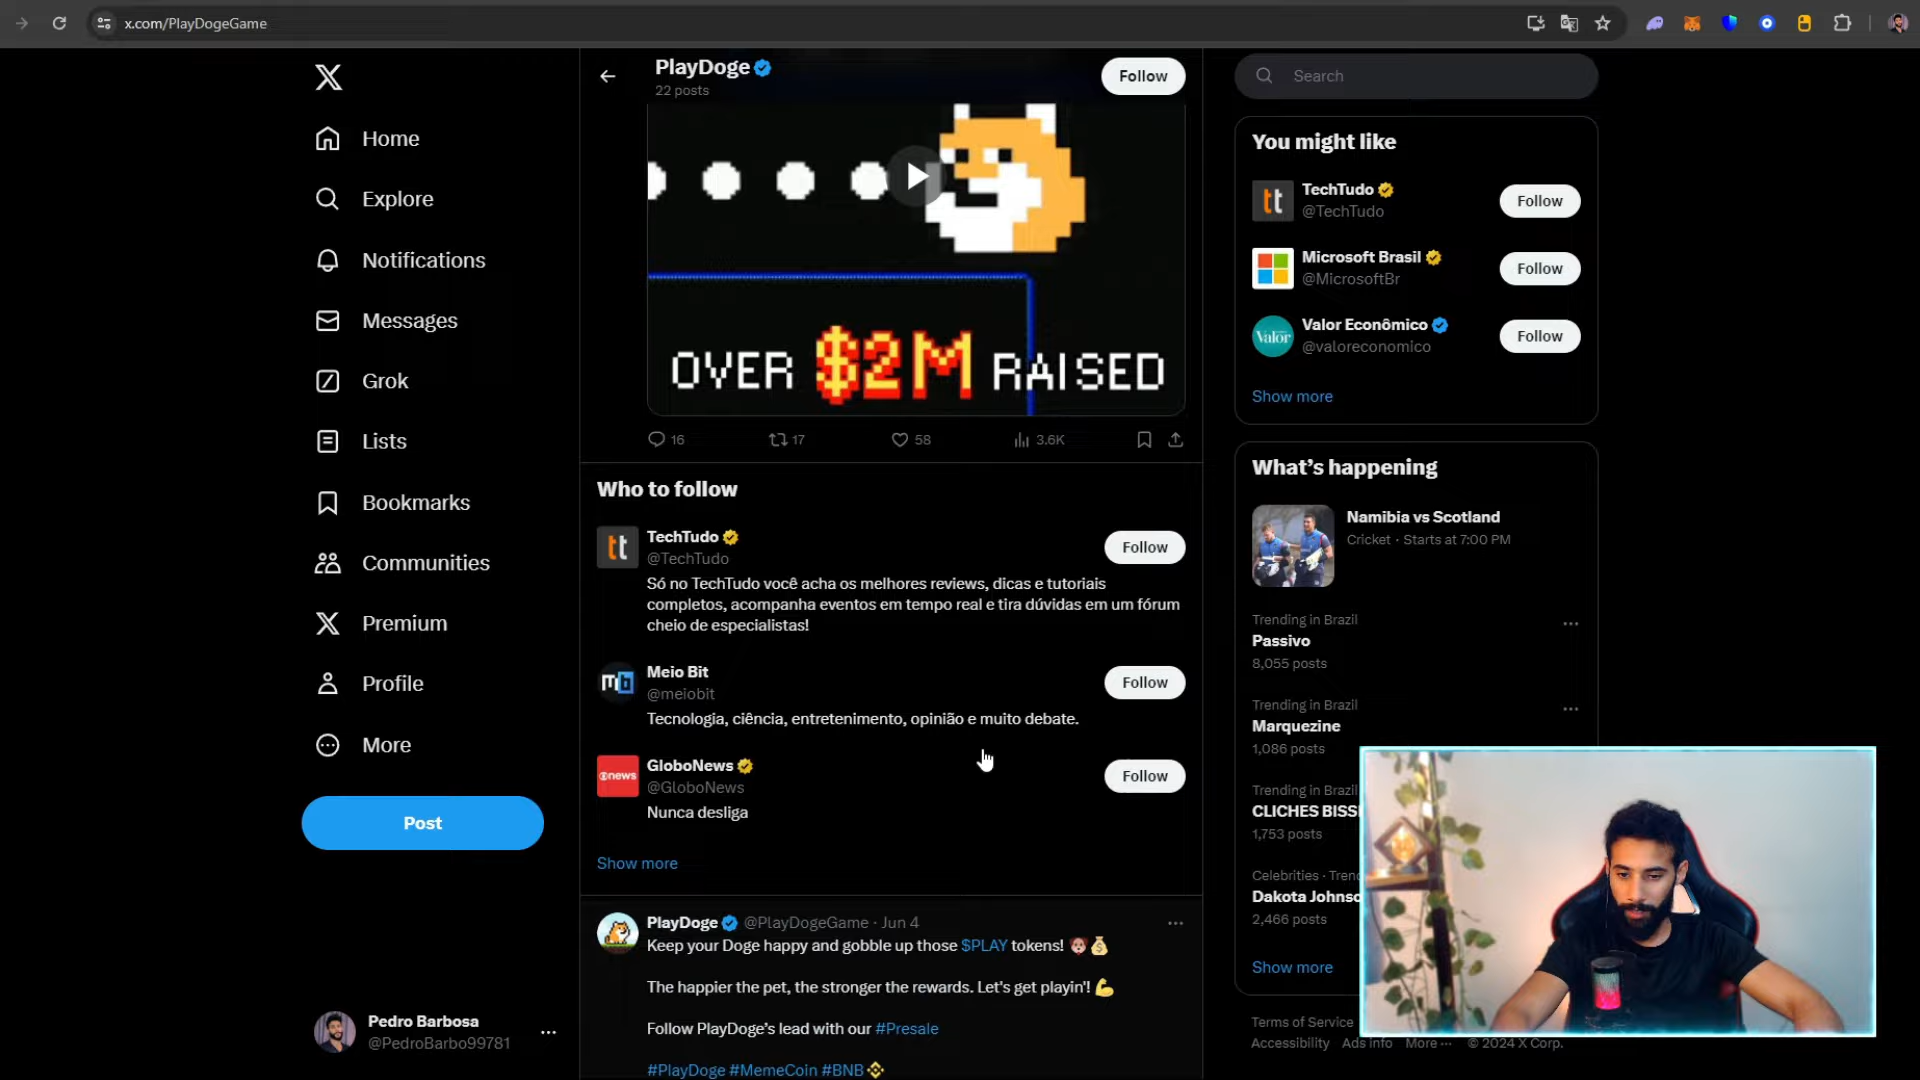 x.com/PlayDogeGame
PlayDoge
22 posts
Follow
Home
Explore
Notifications
Messages
Grok
Lists
Bookmarks
Communities
Premium
Profile
More
Post
Pedro Barbosa
@PedroBarbo99781
OVER $2M RAISED
16
17
58
3.6K
Who to follow
TechTudo
@TechTudo
Follow
Só no TechTudo você acha os melhores reviews, dicas e tutoriais
completos, acompanha eventos em tempo real e tira dúvidas em um fórum
cheio de especialistas!
Meio Bit
@meiobit
Follow
Tecnologia, ciência, entretenimento, opinião e muito debate.
GloboNews
@GloboNews
Follow
Nunca desliga
Show more
PlayDoge @PlayDogeGame · Jun 4
Keep your Doge happy and gobble up those $PLAY tokens! 🐶💰
The happier the pet, the stronger the rewards. Let's get playin'! 💪
Follow PlayDoge's lead with our #Presale
#PlayDoge #MemeCoin #BNB
Search
You might like
TechTudo
@TechTudo
Follow
Microsoft Brasil
@MicrosoftBr
Follow
Valor Econômico
@valoreconomico
Follow
Show more
What's happening
Namibia vs Scotland
Cricket · Starts at 7:00 PM
Trending in Brazil
Passivo
8,055 posts
Trending in Brazil
Marquezine
1,086 posts
Trending in Brazil
CLICHES
1,753 posts
Celebrities ·
Dakota
2,466 posts
Show more
Terms of Service
Accessibility Ads info More ··· © 2024 X Corp.